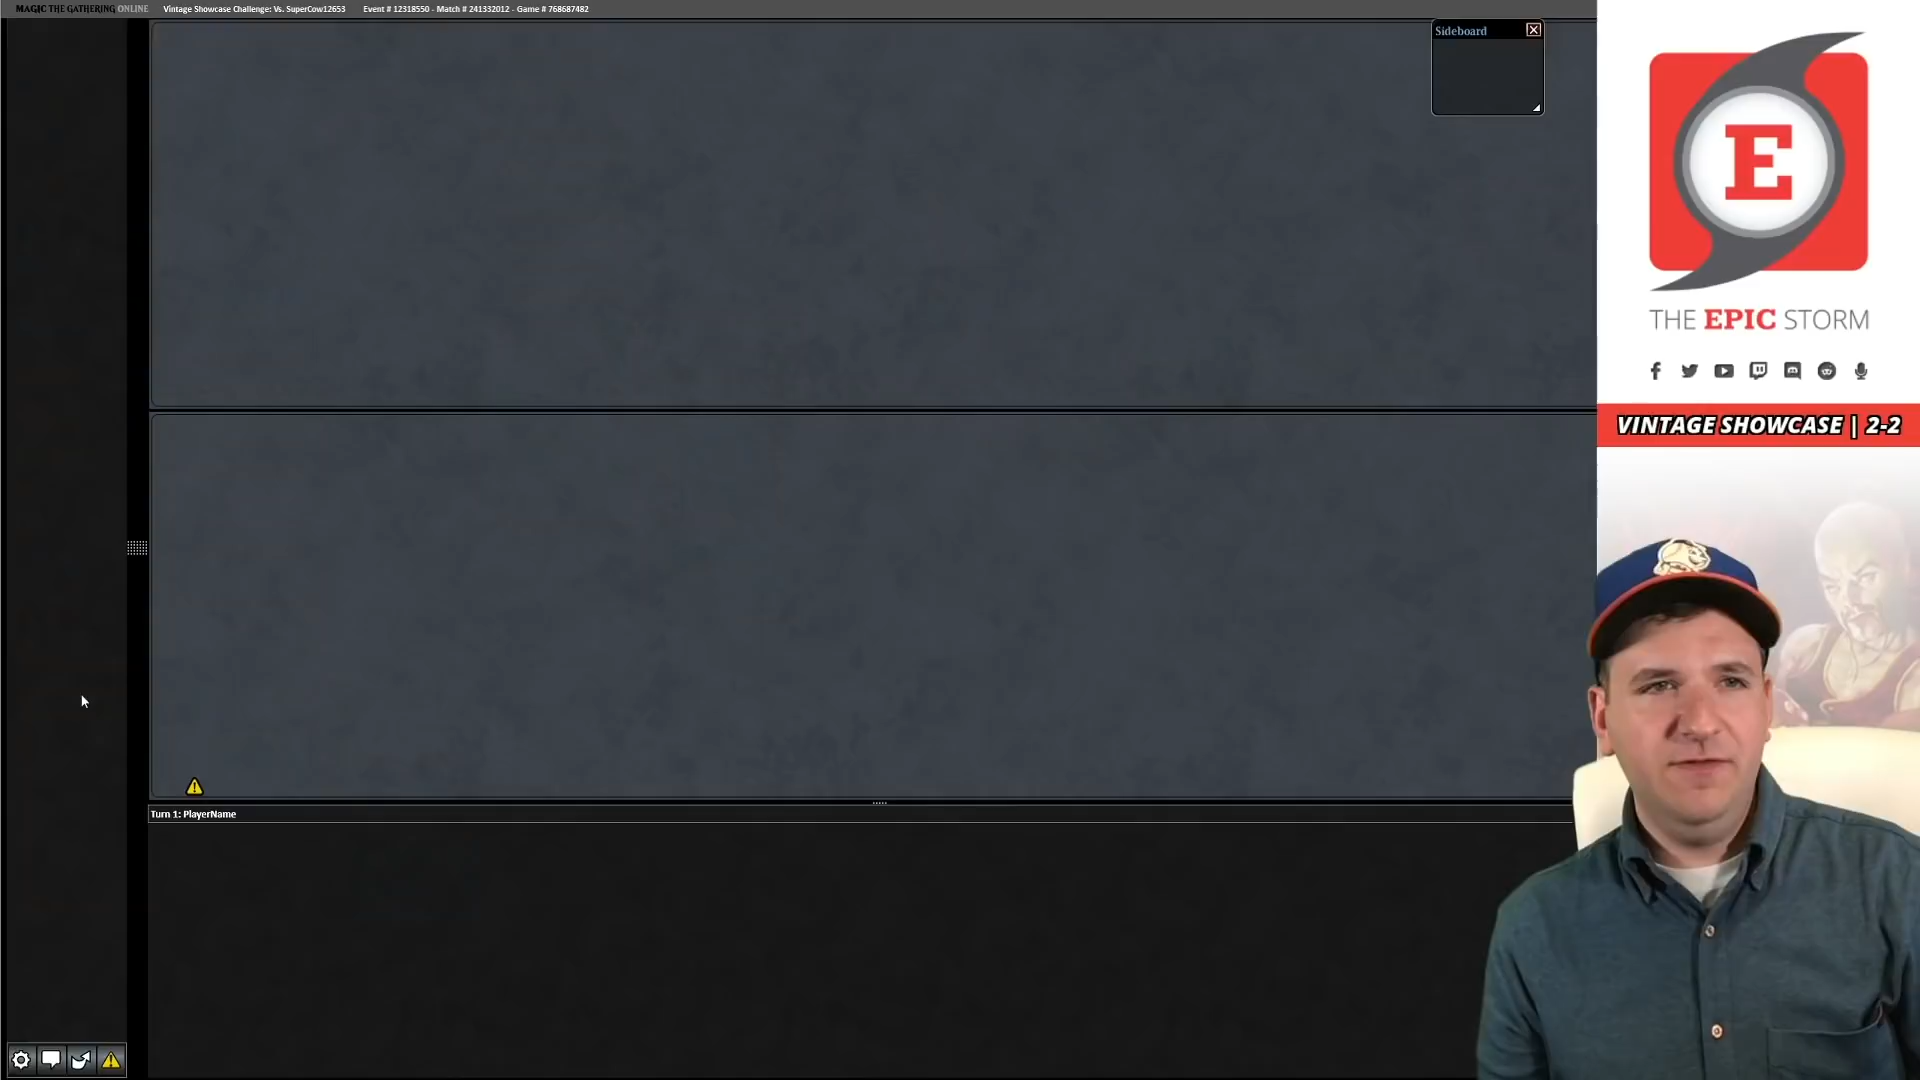 MAGIC THE GATHERING ONLINE
Vintage Showcase Challenge: Vs. SuperCow12653 Event # 12318550 - Match # 241332012 - Game # 768687482
Sideboard
E
THE EPIC STORM
VINTAGE SHOWCASE | 2-2
Turn 1: PlayerName